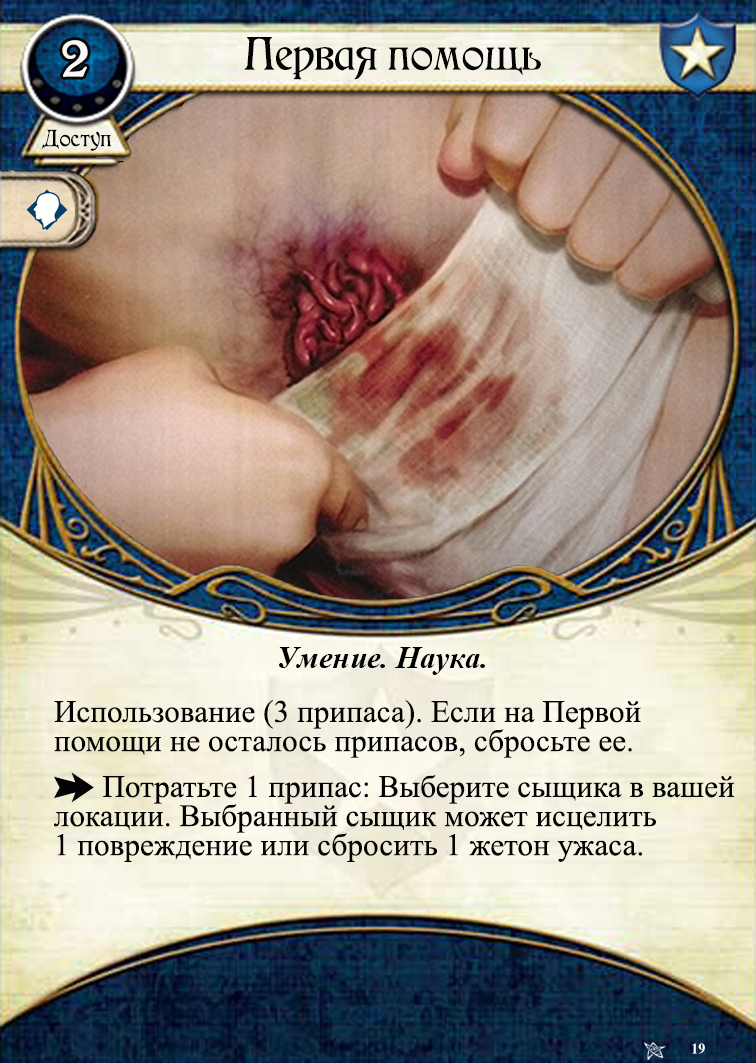 2
Первая помощь
Доступ
Умение. Наука.
Использование (3 припаса). Если на Первой
помощи не осталось припасов, сбросьте ее.
Потратьте 1 припас: Выберите сыщика в вашей
локации. Выбранный сыщик может исцелить
1 повреждение или сбросить 1 жетон ужаса.
19